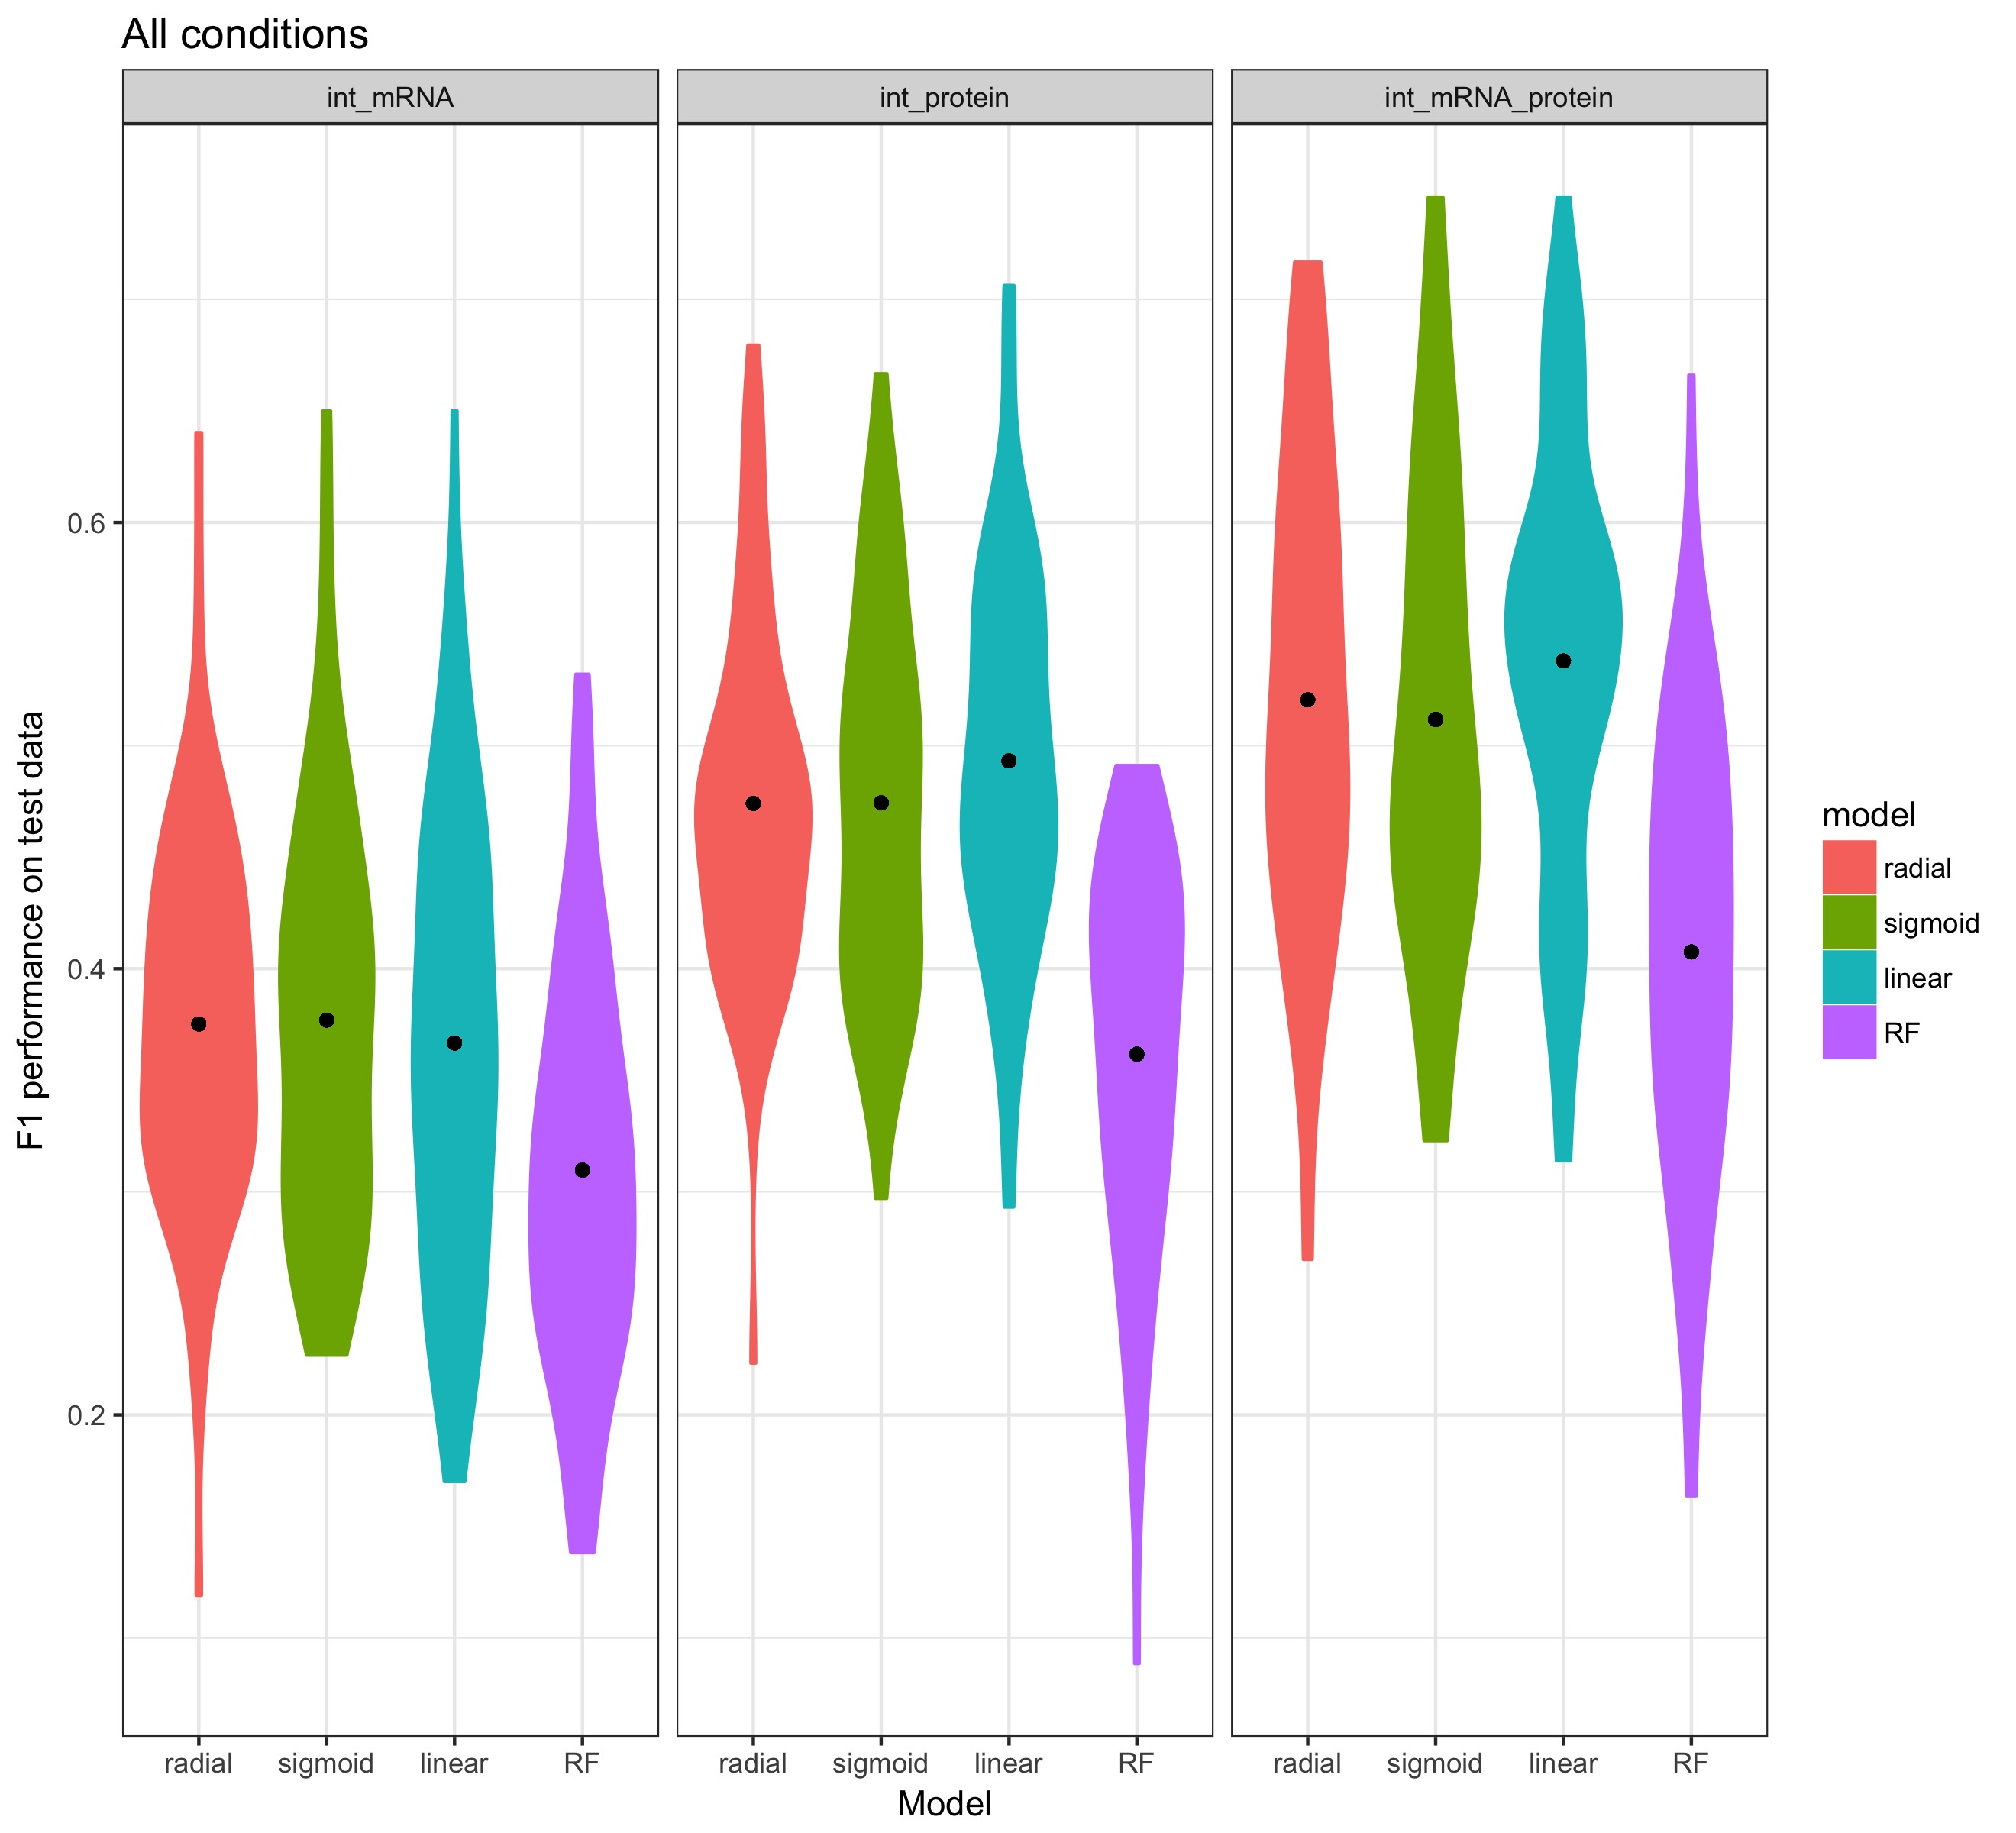 All conditions
int_mRNA
int_protein
int_mRNA_protein
F1 performance on test data
0.6
0.4
0.2
radial sigmoid linear RF
radial sigmoid linear RF
radial sigmoid linear RF
Model
model
radial
sigmoid
linear
RF